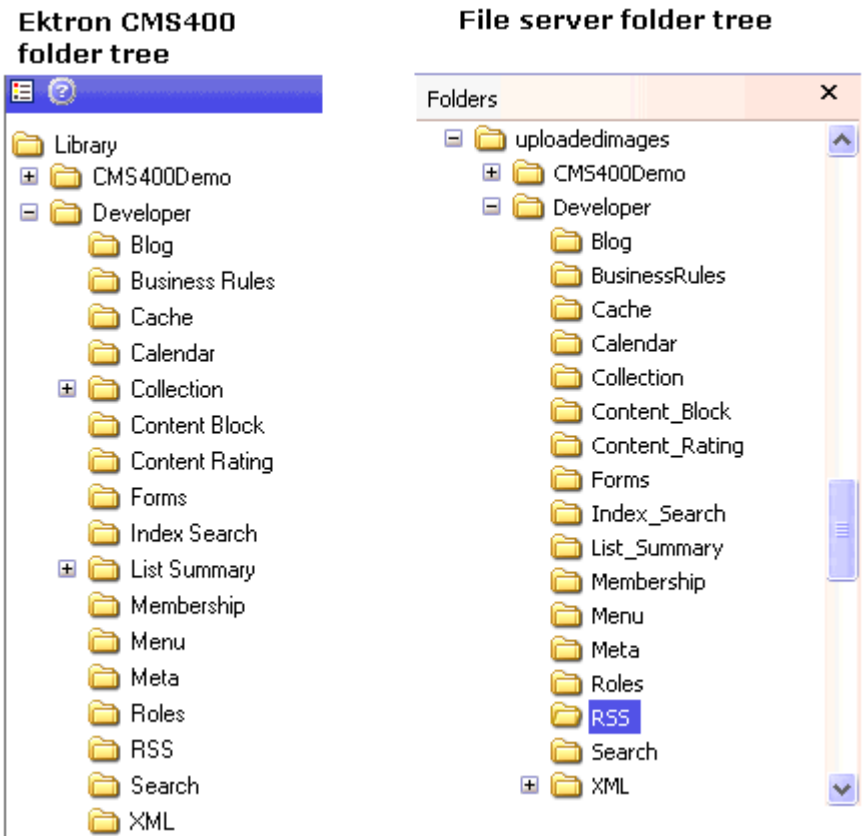 Ektron CMS400
folder tree
Library
CMS400Demo
Developer
Blog
Business Rules
Cache
Calendar
Collection
Content Block
Content Rating
Forms
Index Search
List Summary
Membership
Menu
Meta
Roles
RSS
Search
XML
File server folder tree
Folders
uploadedimages
CMS400Demo
Developer
Blog
BusinessRules
Cache
Calendar
Collection
Content_Block
Content_Rating
Forms
Index_Search
List_Summary
Membership
Menu
Meta
Roles
RSS
Search
XML